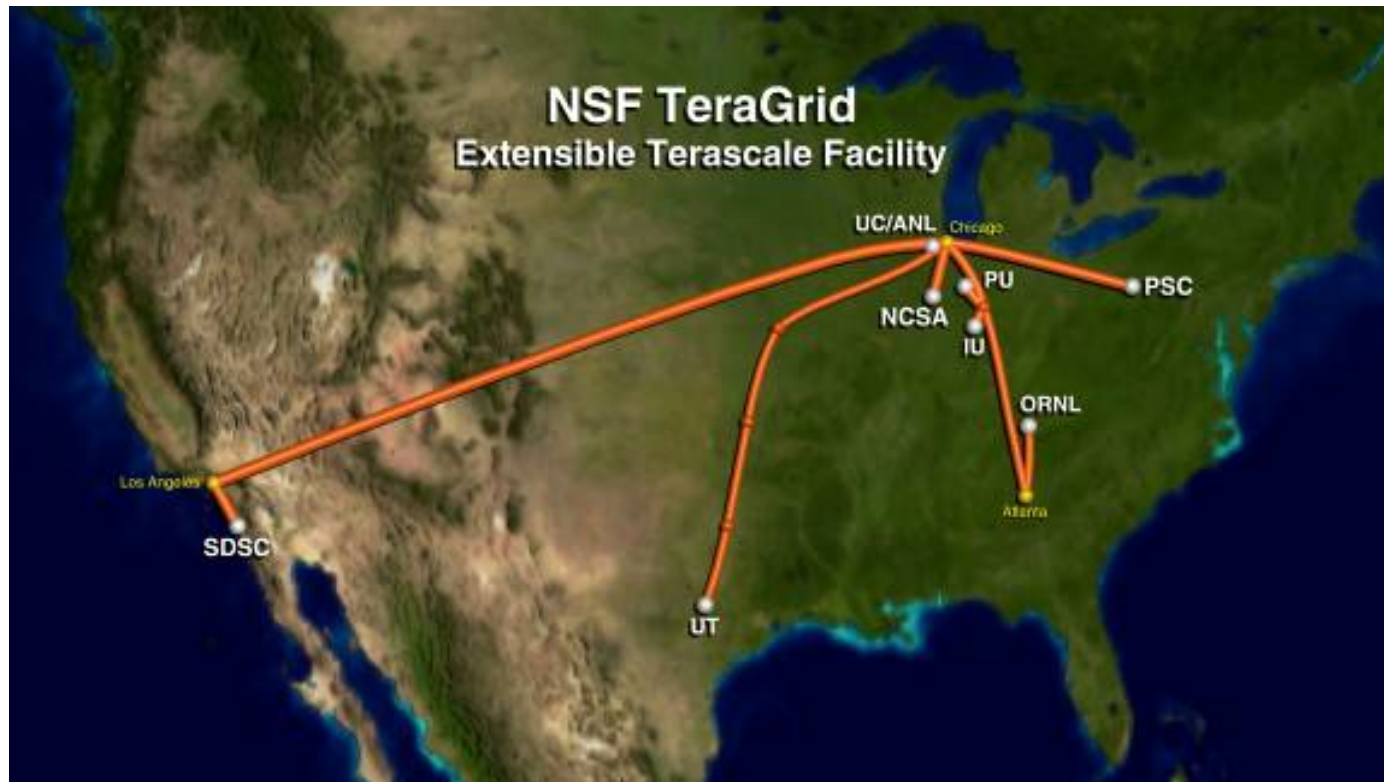 NSF TeraGrid
Extensible Terascale Facility
UC/ANL
Chicago
PU
PSC
NCSA
IU
ORNL
Los Angeles
Atlanta
SDSC
UT